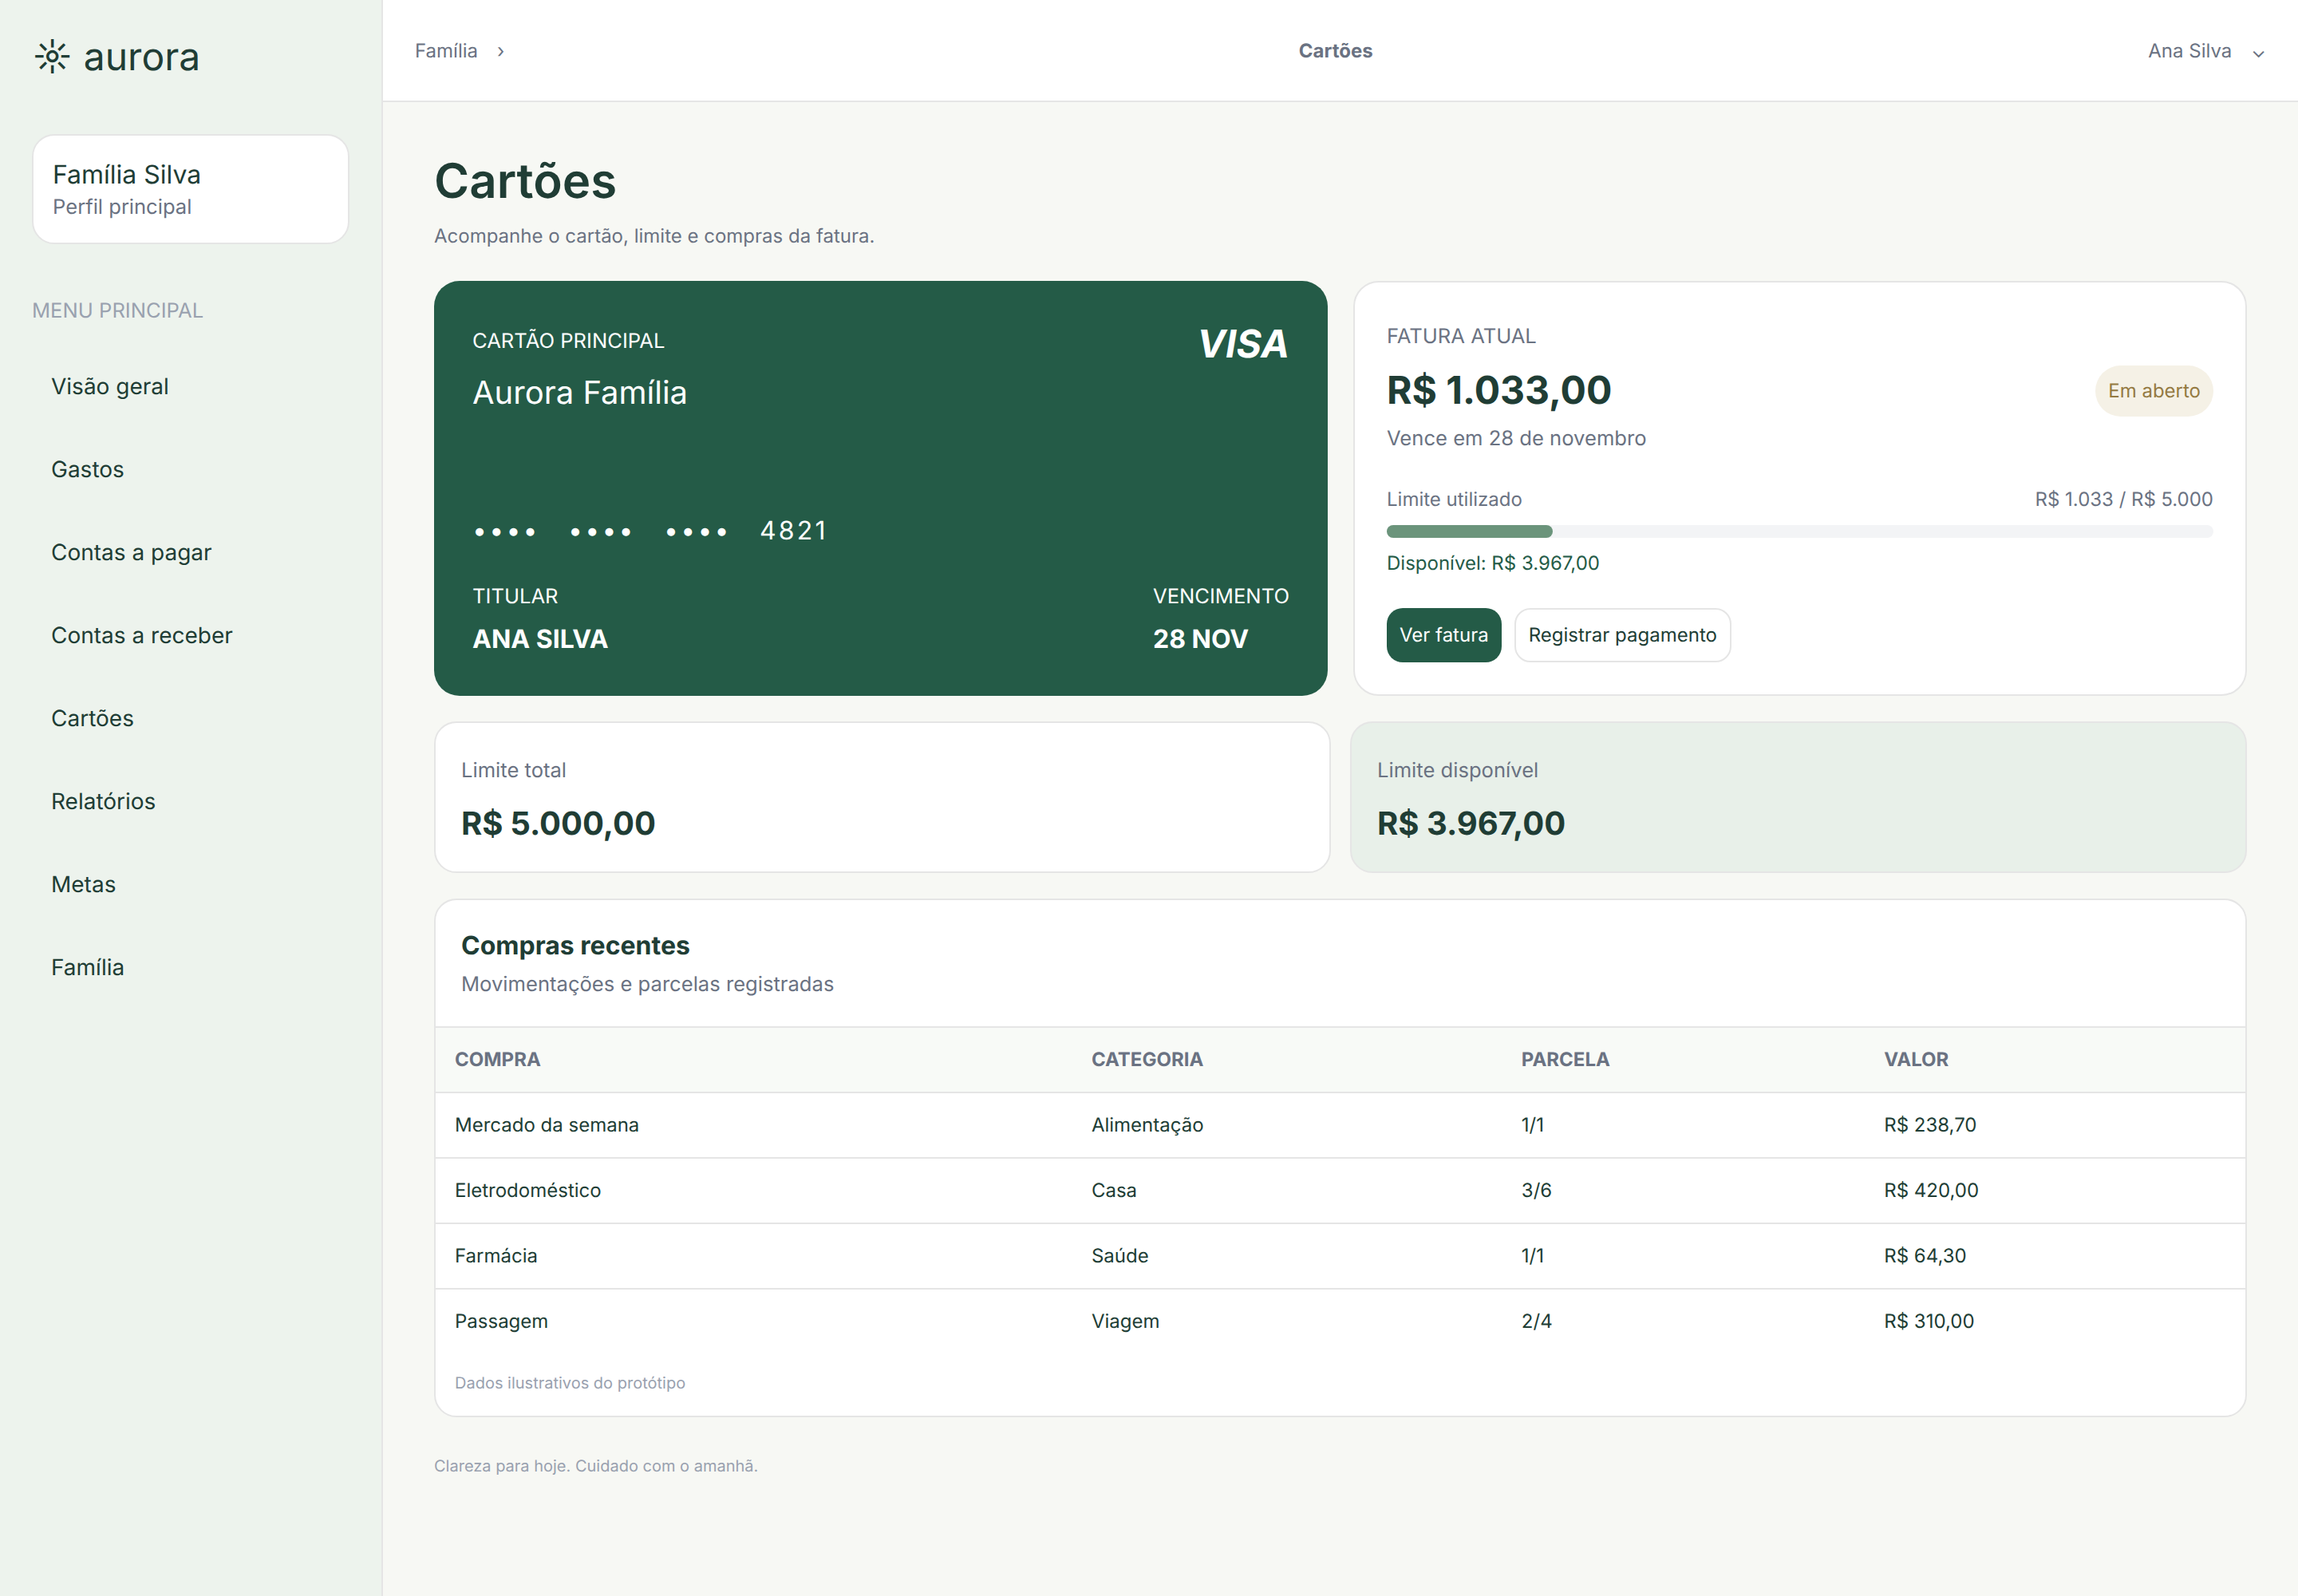 aurora
Família Silva
Perfil principal
MENU PRINCIPAL
Visão geral
Gastos
Contas a pagar
Contas a receber
Cartões
Relatórios
Metas
Família
Família › Cartões Ana Silva
Cartões
Acompanhe o cartão, limite e compras da fatura.
CARTÃO PRINCIPAL VISA
Aurora Família
•••• •••• •••• 4821
TITULAR VENCIMENTO
ANA SILVA 28 NOV
FATURA ATUAL
R$ 1.033,00 Em aberto
Vence em 28 de novembro
Limite utilizado R$ 1.033 / R$ 5.000
Disponível: R$ 3.967,00
Ver fatura Registrar pagamento
Limite total
R$ 5.000,00
Limite disponível
R$ 3.967,00
Compras recentes
Movimentações e parcelas registradas
COMPRA CATEGORIA PARCELA VALOR
Mercado da semana Alimentação 1/1 R$ 238,70
Eletrodoméstico Casa 3/6 R$ 420,00
Farmácia Saúde 1/1 R$ 64,30
Passagem Viagem 2/4 R$ 310,00
Dados ilustrativos do protótipo
Clareza para hoje. Cuidado com o amanhã.